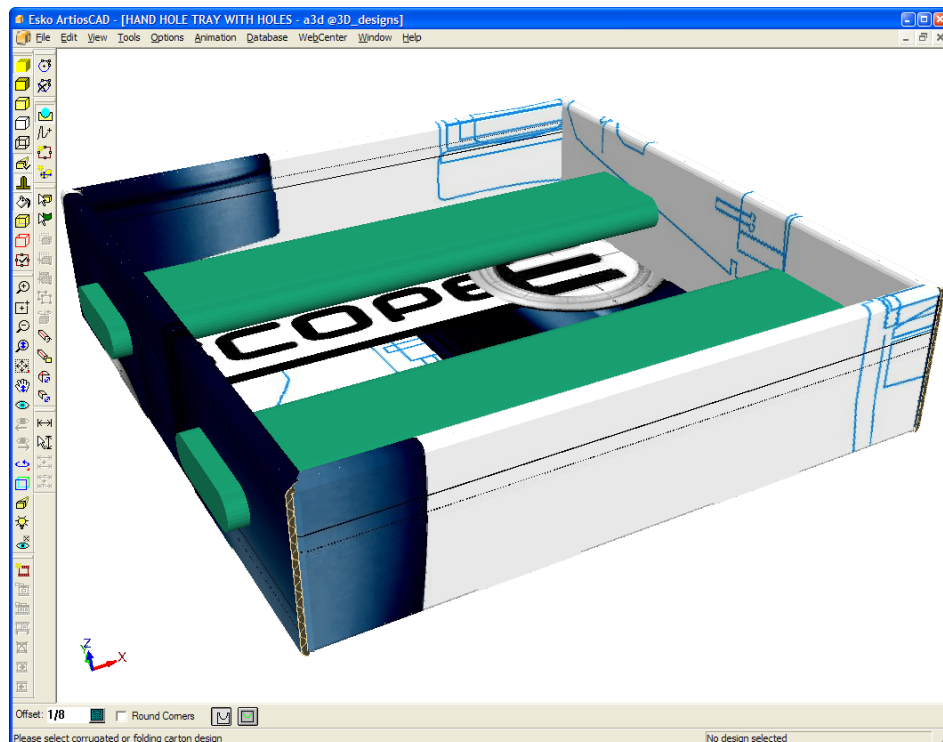 Esko ArtiosCAD - [HAND HOLE TRAY WITH HOLES - a3d @3D_designs]
File Edit View Tools Options Animation Database WebCenter Window Help
SCOPE
Z
Y
X
Offset: 1/8 Round Corners
Please select corrugated or folding carton design No design selected